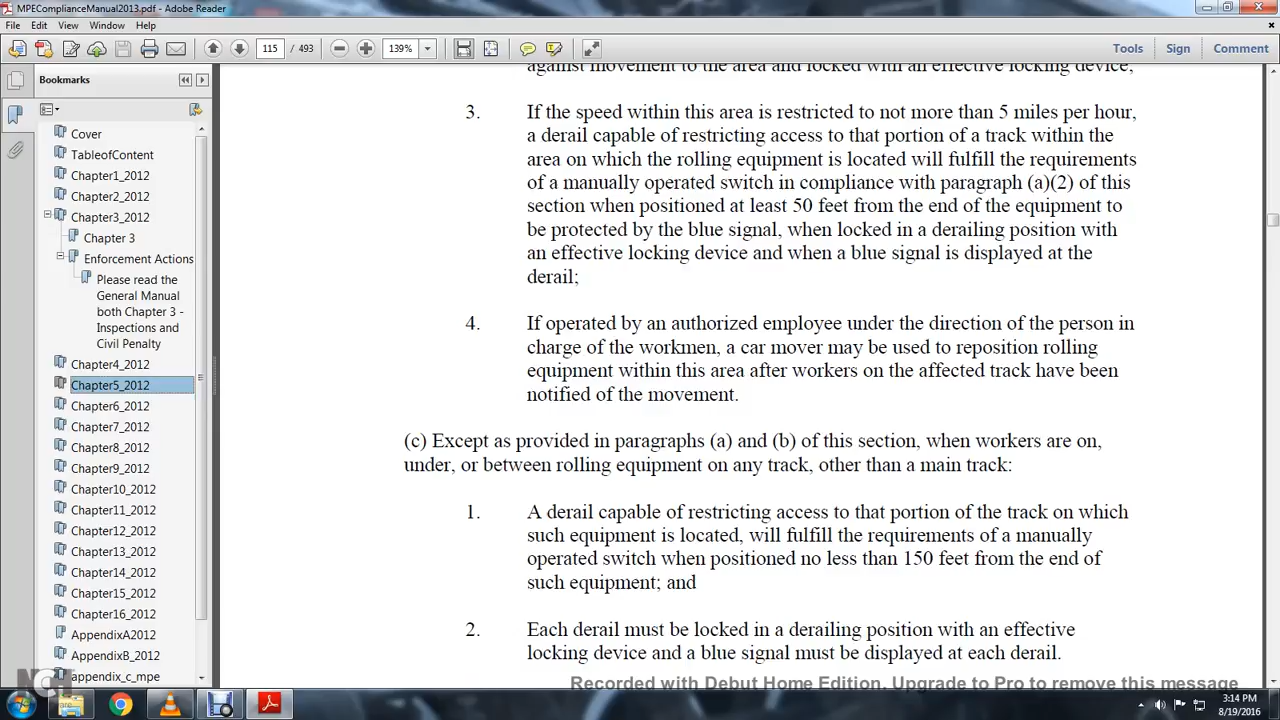 MPEComplianceManual2013.pdf - Adobe Reader
File Edit View Window Help
115 / 493 139% Tools Sign Comment
Bookmarks
Cover
TableofContent
Chapter1_2012
Chapter2_2012
Chapter3_2012
Chapter 3
Enforcement Actions
Please read the
General Manual
both Chapter 3 -
Inspections and
Civil Penalty
Chapter4_2012
Chapter5_2012
Chapter6_2012
Chapter7_2012
Chapter8_2012
Chapter9_2012
Chapter10_2012
Chapter11_2012
Chapter12_2012
Chapter13_2012
Chapter14_2012
Chapter15_2012
Chapter16_2012
AppendixA2012
AppendixB_2012
appendix_c_mpe
against movement to the area and locked with an effective locking device;
3. If the speed within this area is restricted to not more than 5 miles per hour,
a derail capable of restricting access to that portion of a track within the
area on which the rolling equipment is located will fulfill the requirements
of a manually operated switch in compliance with paragraph (a)(2) of this
section when positioned at least 50 feet from the end of the equipment to
be protected by the blue signal, when locked in a derailing position with
an effective locking device and when a blue signal is displayed at the
derail;
4. If operated by an authorized employee under the direction of the person in
charge of the workmen, a car mover may be used to reposition rolling
equipment within this area after workers on the affected track have been
notified of the movement.
(c) Except as provided in paragraphs (a) and (b) of this section, when workers are on,
under, or between rolling equipment on any track, other than a main track:
1. A derail capable of restricting access to that portion of the track on which
such equipment is located, will fulfill the requirements of a manually
operated switch when positioned no less than 150 feet from the end of
such equipment; and
2. Each derail must be locked in a derailing position with an effective
locking device and a blue signal must be displayed at each derail.
Recorded with Debut Home Edition. Upgrade to Pro to remove this message
3:14 PM
8/19/2016